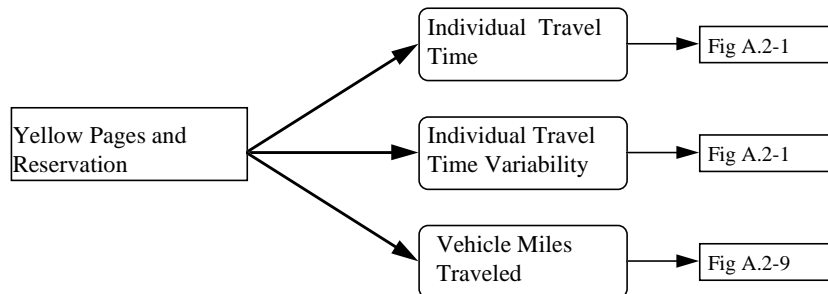 Individual Travel
Time
Fig A.2-1
Yellow Pages and
Reservation
Individual Travel
Time Variability
Fig A.2-1
Vehicle Miles
Traveled
Fig A.2-9